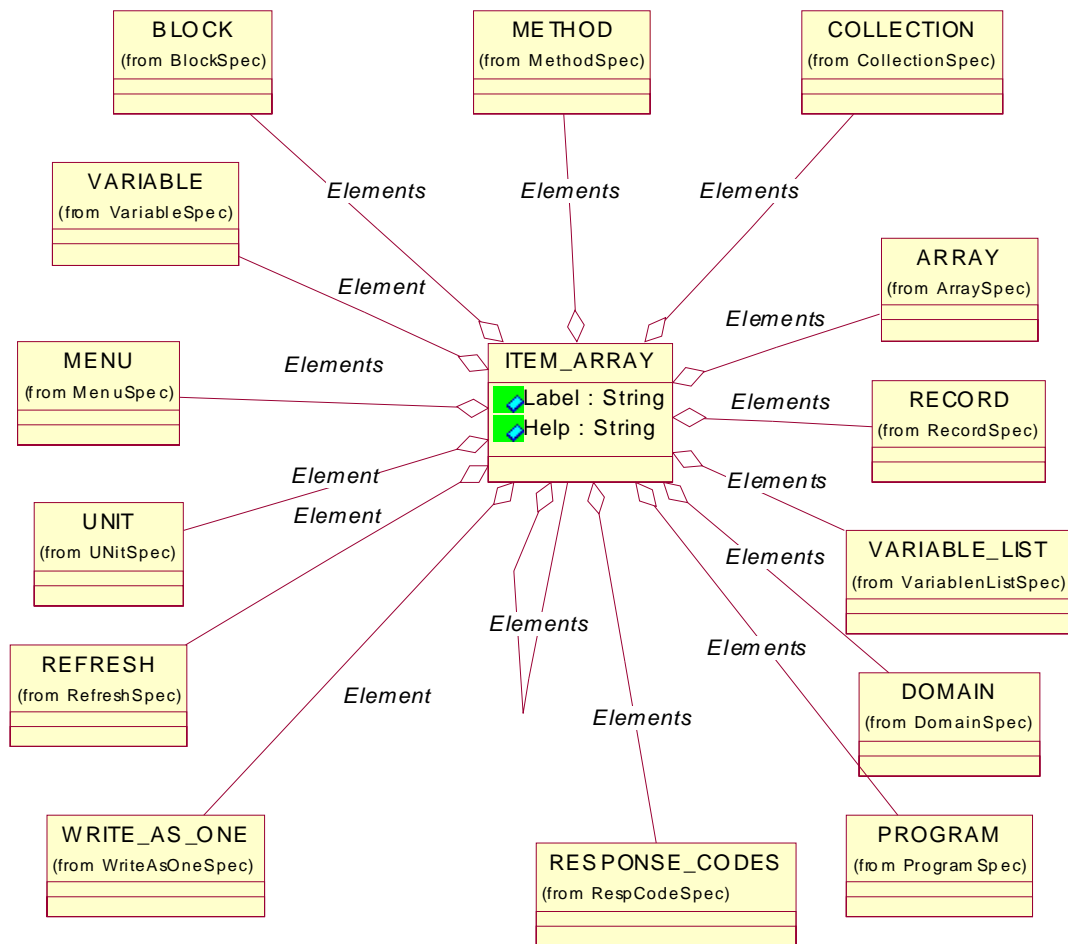 BLOCK
(from BlockSpec)
METHOD
(from MethodSpec)
COLLECTION
(from CollectionSpec)
VARIABLE
(from VariableSpec)
Elements
Elements
Elements
ARRAY
(from ArraySpec)
Element
Elements
MENU
(from MenuSpec)
Elements
ITEM_ARRAY
Label : String
Help : String
Elements
RECORD
(from RecordSpec)
Element
Elements
UNIT
(from UNitSpec)
Element
VARIABLE_LIST
(from VariablenListSpec)
Elements
Elements
Elements
REFRESH
(from RefreshSpec)
Element
Elements
DOMAIN
(from DomainSpec)
WRITE_AS_ONE
(from WriteAsOneSpec)
RESPONSE_CODES
(from RespCodeSpec)
PROGRAM
(from ProgramSpec)